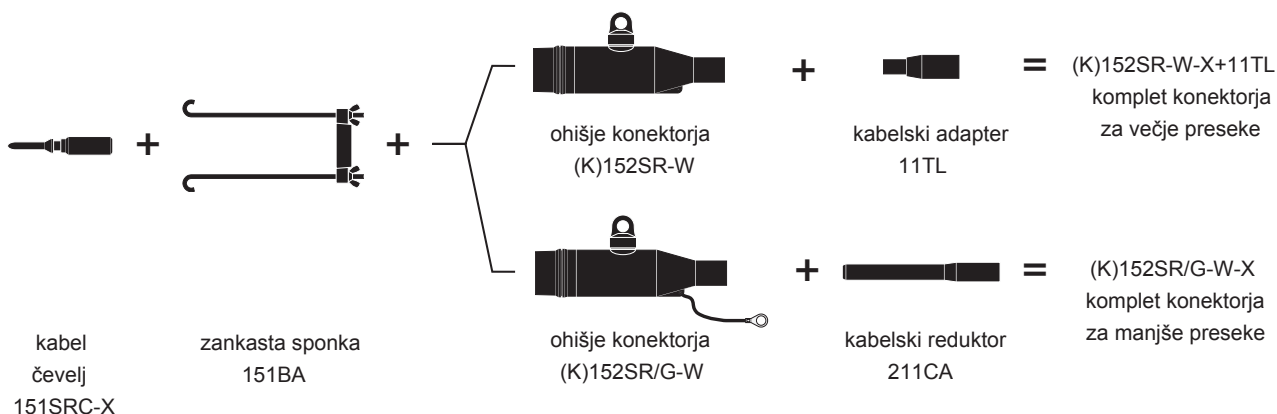 ohišje konektorja
(K)152SR-W
kabelski adapter
11TL
(K)152SR-W-X+11TL
komplet konektorja
za večje preseke
+
+
+
=
kabel
čevelj
151SRC-X
zankasta sponka
151BA
ohišje konektorja
(K)152SR/G-W
+
kabelski reduktor
211CA
=
(K)152SR/G-W-X
komplet konektorja
za manjše preseke